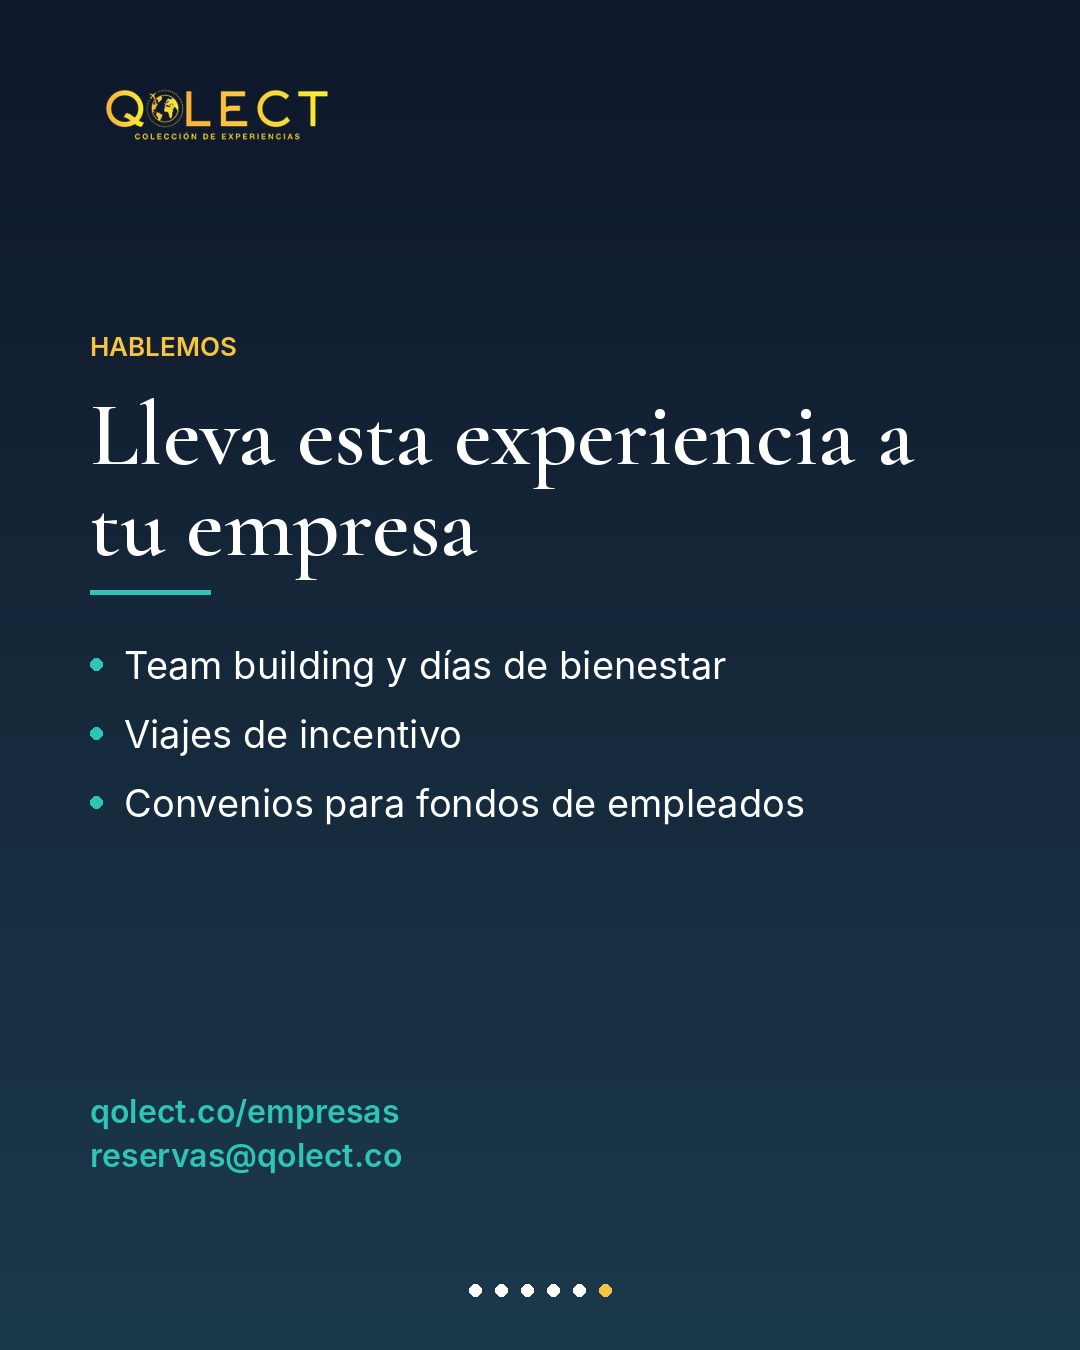 QOLECT
COLECCIÓN DE EXPERIENCIAS
HABLEMOS
Lleva esta experiencia a
tu empresa
Team building y días de bienestar
Viajes de incentivo
Convenios para fondos de empleados
qolect.co/empresas
reservas@qolect.co